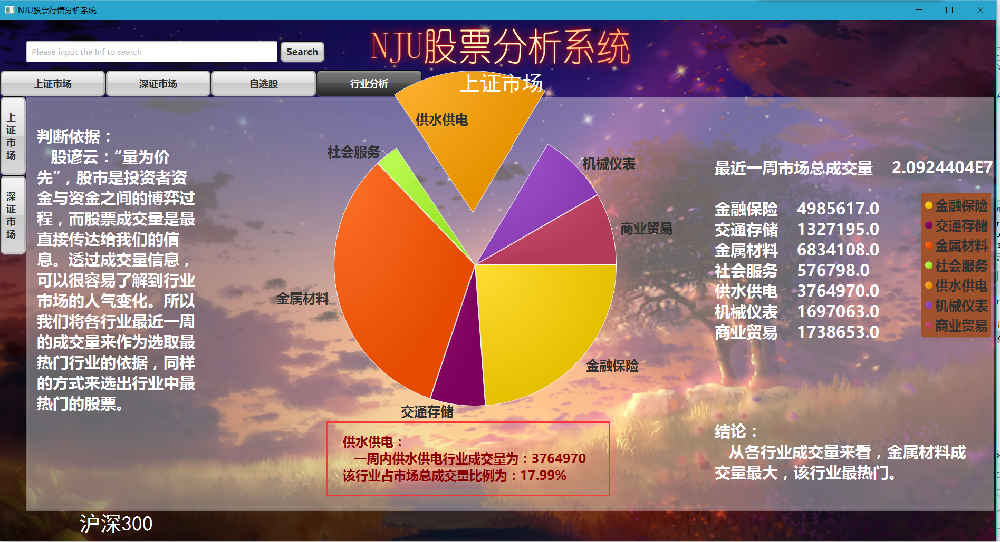 NJU股票行情分析系统
NJU股票分析系统
Please input the Inf to search
Search
上证市场
深证市场
自选股
行业分析
上证市场
深证市场
上证市场
判断依据：
股谚云：“量为价
先”，股市是投资者资
金与资金之间的博弈过
程，而股票成交量是最
直接传达给我们的信
息。透过成交量信息，
可以很容易了解到行业
市场的人气变化。所以
我们将各行业最近一周
的成交量来作为选取最
热门行业的依据，同样
的方式来选出行业中最
热门的股票。
供水供电
社会服务
机械仪表
商业贸易
金属材料
金融保险
交通存储
供水供电：
一周内供水供电行业成交量为：3764970
该行业占市场总成交量比例为：17.99%
最近一周市场总成交量 2.0924404E7
金融保险 4985617.0
交通存储 1327195.0
金属材料 6834108.0
社会服务 576798.0
供水供电 3764970.0
机械仪表 1697063.0
商业贸易 1738653.0
金融保险
交通存储
金属材料
社会服务
供水供电
机械仪表
商业贸易
结论：
从各行业成交量来看，金属材料成
交量最大，该行业最热门。
沪深300